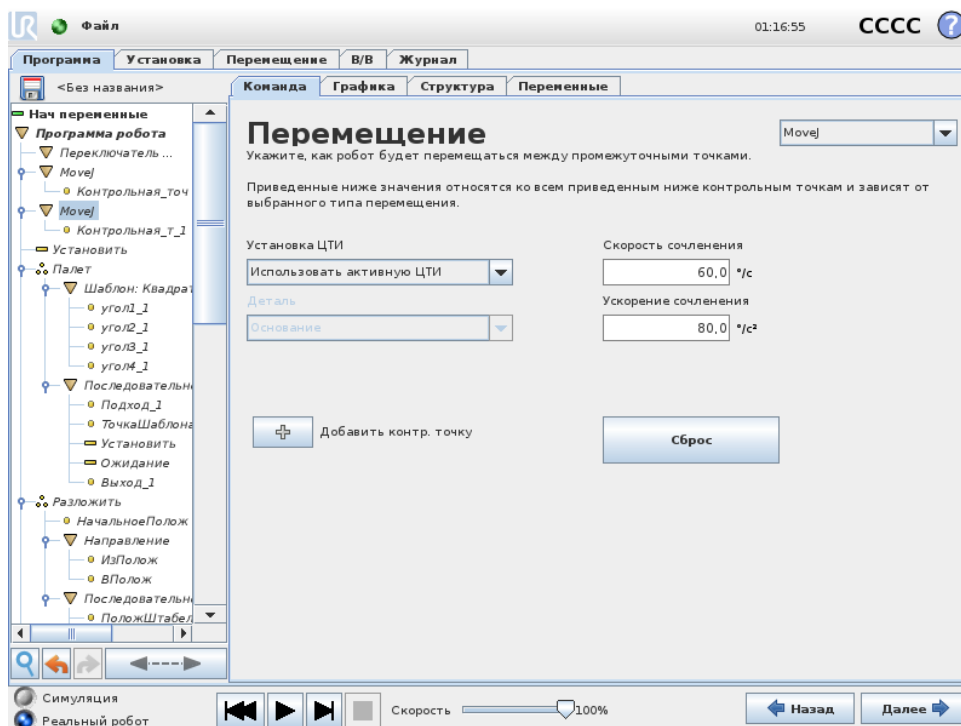 UR Файл 01:16:55 CCCC ?
Программа Установка Перемещение В/В Журнал
<Без названия> Команда Графика Структура Переменные
Нач переменные
Программа робота
Переключатель ...
MoveJ
Контрольная_точ
MoveJ
Контрольная_т_1
Установить
Палет
Шаблон: Квадрат
угол1_1
угол2_1
угол3_1
угол4_1
Последовательн
Подход_1
ТочкаШаблона
Установить
Ожидание
Выход_1
Разложить
НачальноеПолож
Направление
ИзПолож
ВПолож
Последовательн
ПоложШтабел
Перемещение MoveJ
Укажите, как робот будет перемещаться между промежуточными точками.
Приведенные ниже значения относятся ко всем приведенным ниже контрольным точкам и зависят от
выбранного типа перемещения.
Установка ЦТИ Скорость сочленения
Использовать активную ЦТИ 60,0 °/с
Деталь Ускорение сочленения
Основание 80,0 °/с²
Добавить контр. точку Сброс
Симуляция
Реальный робот
Скорость 100% Назад Далее